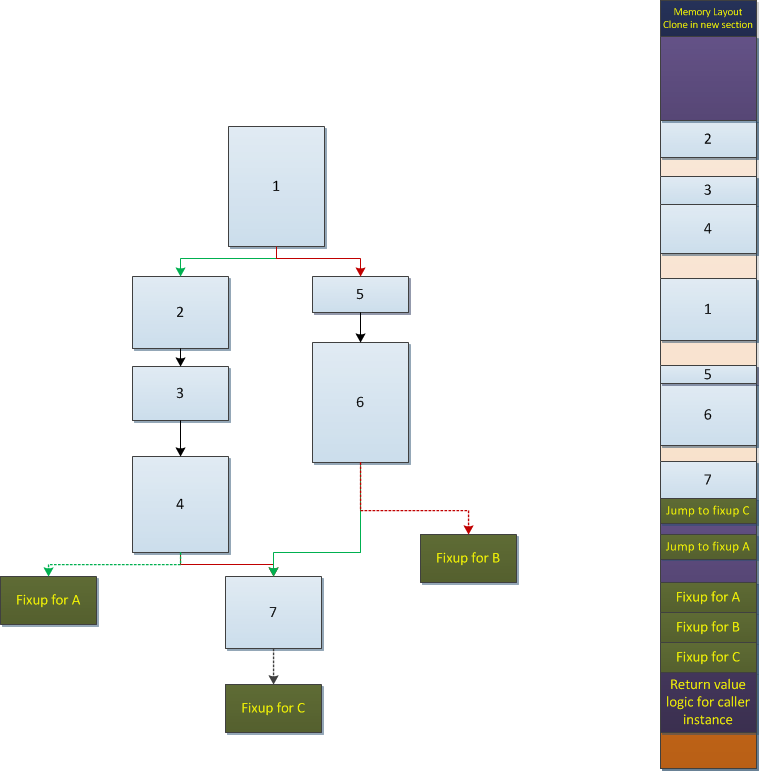 Memory Layout
Clone in new section
1
2
5
3
6
4
Fixup for B
Fixup for A
7
Fixup for C
2
3
4
1
5
6
7
Jump to fixup C
Jump to fixup A
Fixup for A
Fixup for B
Fixup for C
Return value
logic for caller
instance